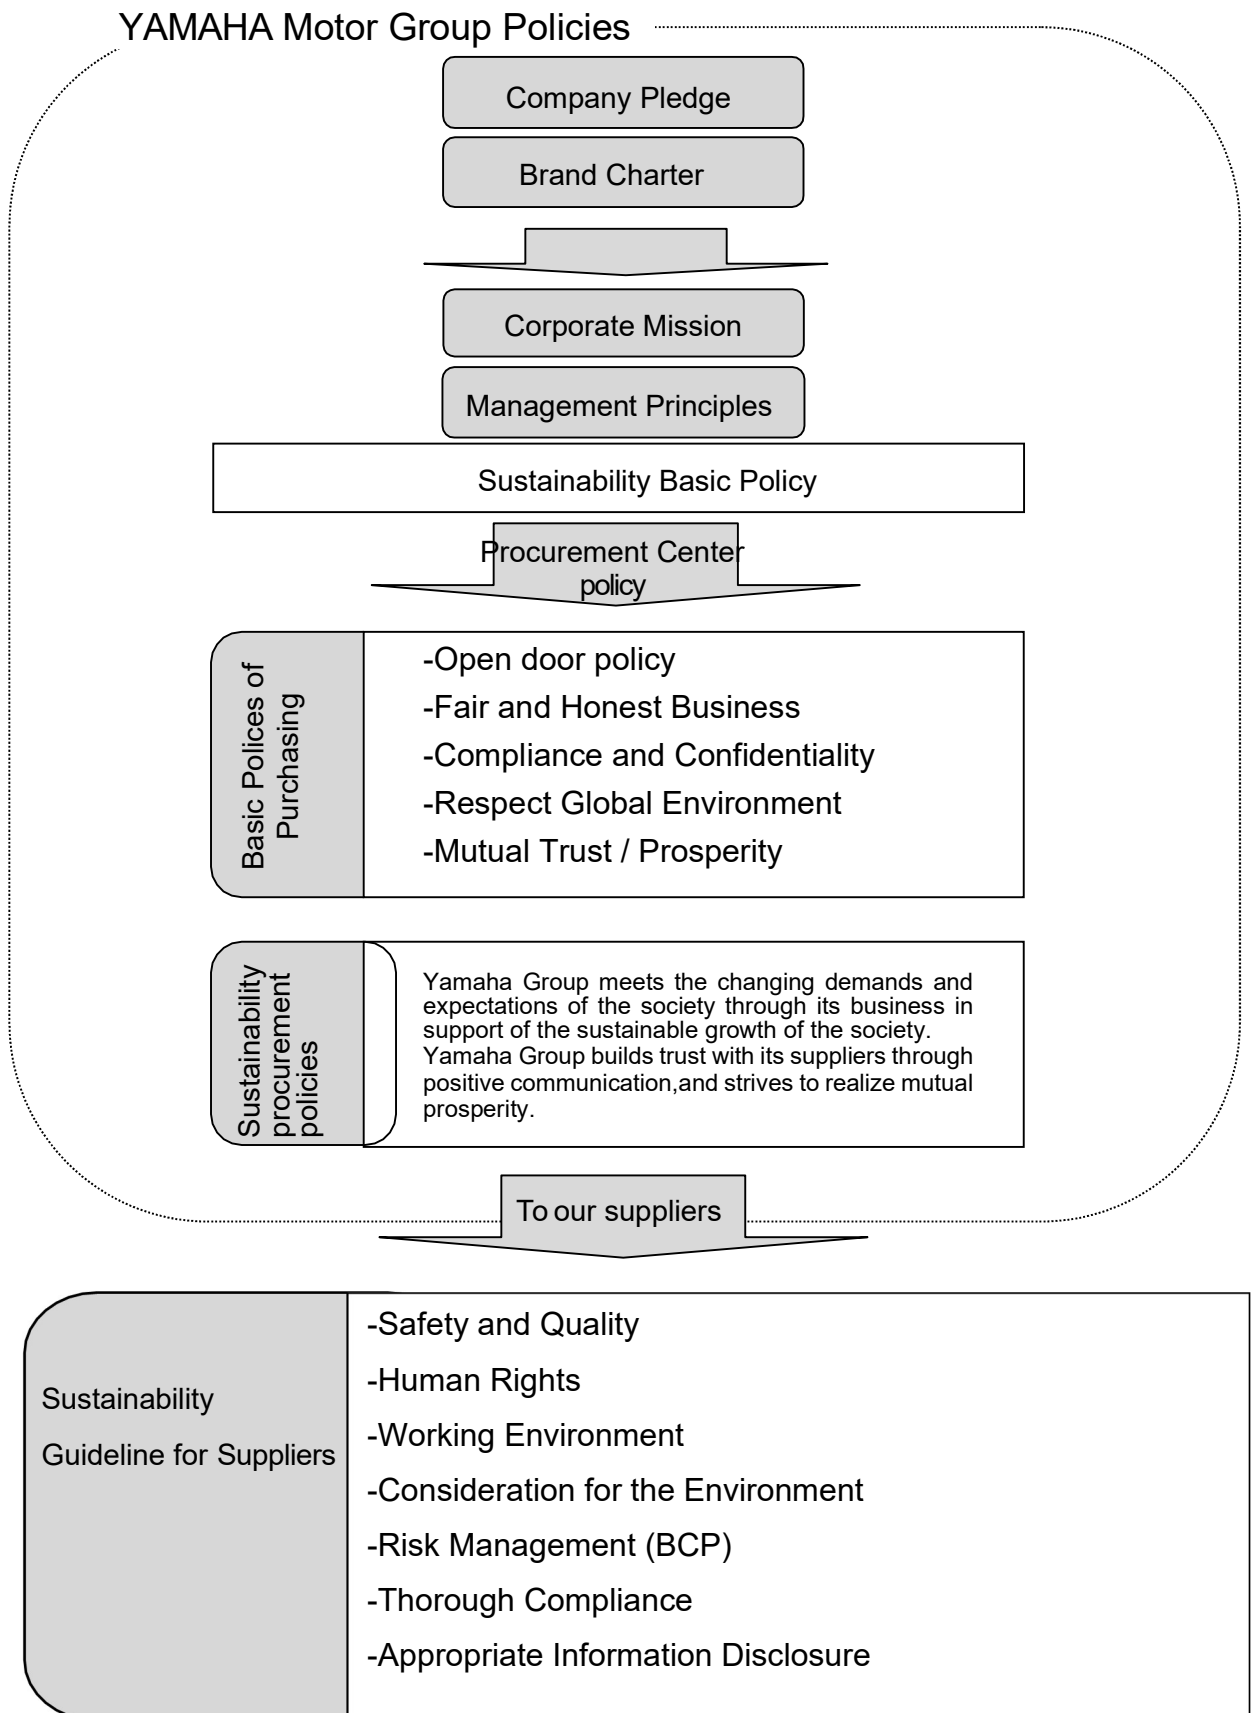 YAMAHA Motor Group Policies
Company Pledge
Brand Charter
Corporate Mission
Management Principles
Sustainability Basic Policy
Procurement Center
policy
Basic Polices of
Purchasing
-Open door policy
-Fair and Honest Business
-Compliance and Confidentiality
-Respect Global Environment
-Mutual Trust / Prosperity
Sustainability
procurement
policies
Yamaha Group meets the changing demands and
expectations of the society through its business in
support of the sustainable growth of the society.
Yamaha Group builds trust with its suppliers through
positive communication,and strives to realize mutual
prosperity.
To our suppliers
Sustainability
Guideline for Suppliers
-Safety and Quality
-Human Rights
-Working Environment
-Consideration for the Environment
-Risk Management (BCP)
-Thorough Compliance
-Appropriate Information Disclosure